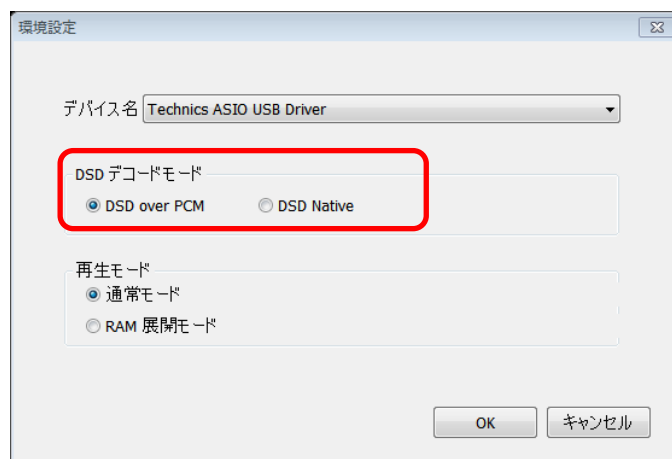 環境設定
デバイス名 Technics ASIO USB Driver
DSD デコードモード
DSD over PCM DSD Native
再生モード
通常モード
RAM 展開モード
OK キャンセル